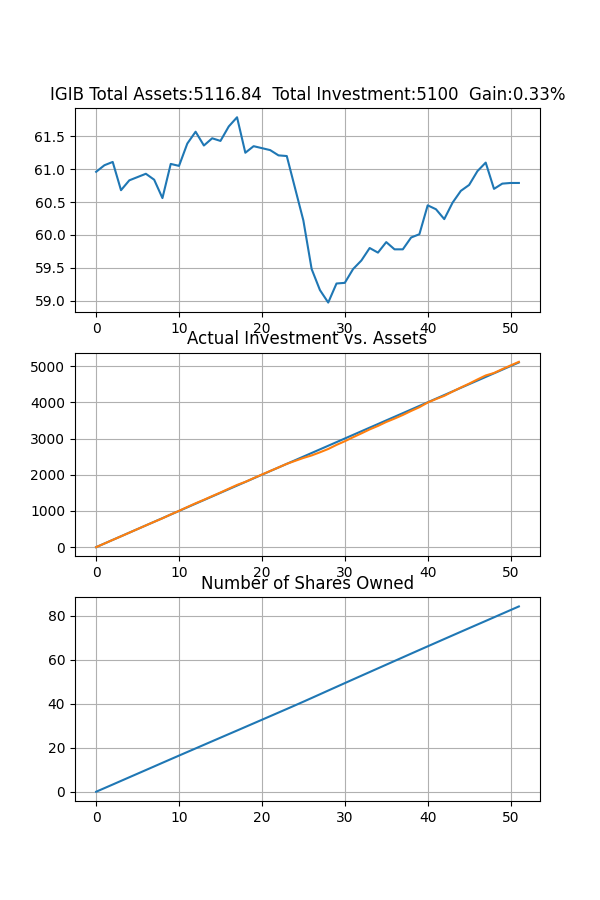 IGIB Total Assets:5116.84  Total Investment:5100  Gain:0.33%
61.5
61.0
60.5
60.0
59.5
59.0
0 10 20 30 40 50
Actual Investment vs. Assets
5000
4000
3000
2000
1000
0
0 10 20 30 40 50
Number of Shares Owned
80
60
40
20
0
0 10 20 30 40 50